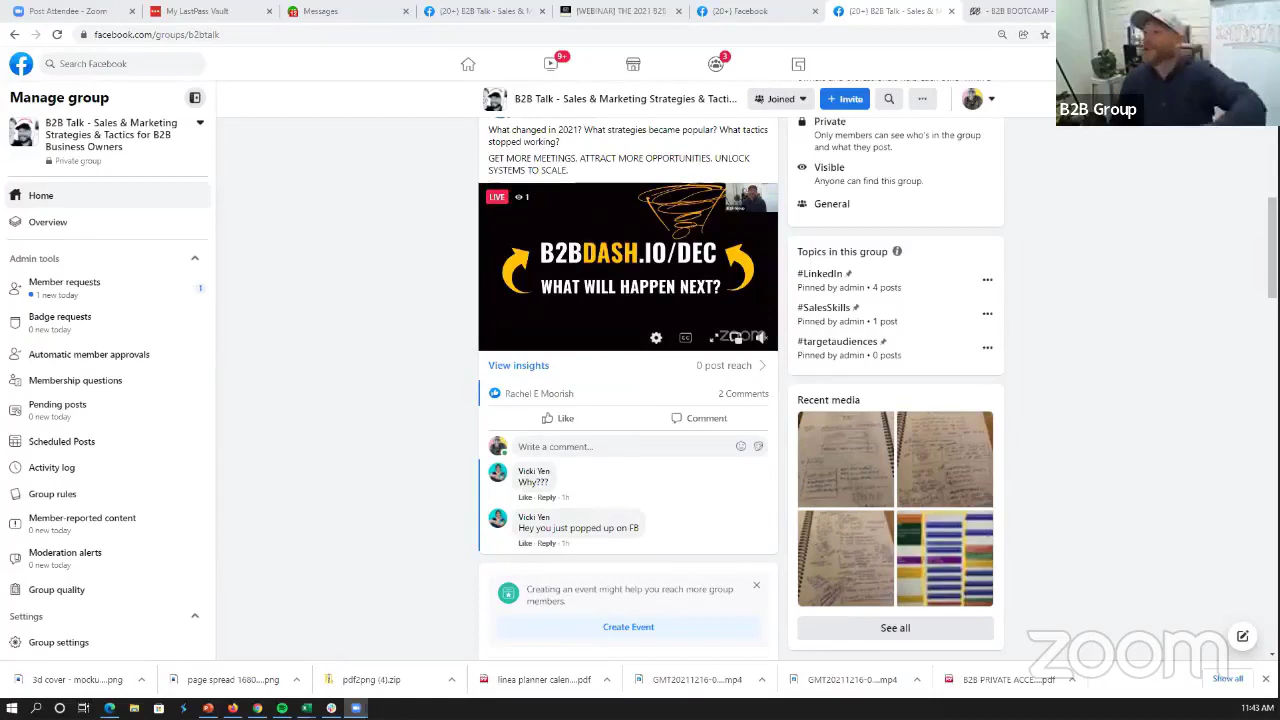 Post Attendee - Zoom
My LastPass Vault
Messages
(20+) B2B Talk - Sales & M
[WEBINAR] THE 2021 B2B
(20+) Facebook
(20+) B2B Talk - Sales & M
- B2B BOOTCAMP -
facebook.com/groups/b2btalk
B2B Group
Search Facebook
9+
3
Manage group
B2B Talk - Sales & Marketing Strategies & Tacti...
Joined
+ Invite
B2B Talk - Sales & Marketing
Strategies & Tactics for B2B
Business Owners
Private group
Home
Overview
Admin tools
Member requests
1 new today
1
Badge requests
0 new today
Automatic member approvals
Membership questions
Pending posts
0 new today
Scheduled Posts
Activity log
Group rules
Member-reported content
0 new today
Moderation alerts
0 new today
Group quality
Settings
Group settings
What changed in 2021? What strategies became popular? What tactics
stopped working?
GET MORE MEETINGS. ATTRACT MORE OPPORTUNITIES. UNLOCK
SYSTEMS TO SCALE.
LIVE
1
B2BDASH.IO/DEC
WHAT WILL HAPPEN NEXT?
zoom
View insights
0 post reach
Rachel E Moorish
2 Comments
Like
Comment
Write a comment...
Vicki Yen
Why???
Like · Reply · 1h
Vicki Yen
Hey you just popped up on FB
Like · Reply · 1h
Creating an event might help you reach more group
members.
Create Event
Private
Only members can see who's in the group
and what they post.
Visible
Anyone can find this group.
General
Topics in this group
#LinkedIn
Pinned by admin • 4 posts
#SalesSkills
Pinned by admin • 1 post
#targetaudiences
Pinned by admin • 0 posts
Recent media
See all
zoom
3d cover - mocku....png
page spread 1680....png
pdf2png (4).zip
lines planner calen....pdf
GMT20211216-0....mp4
GMT20211216-0....mp4
B2B PRIVATE ACCE....pdf
Show all
11:43 AM